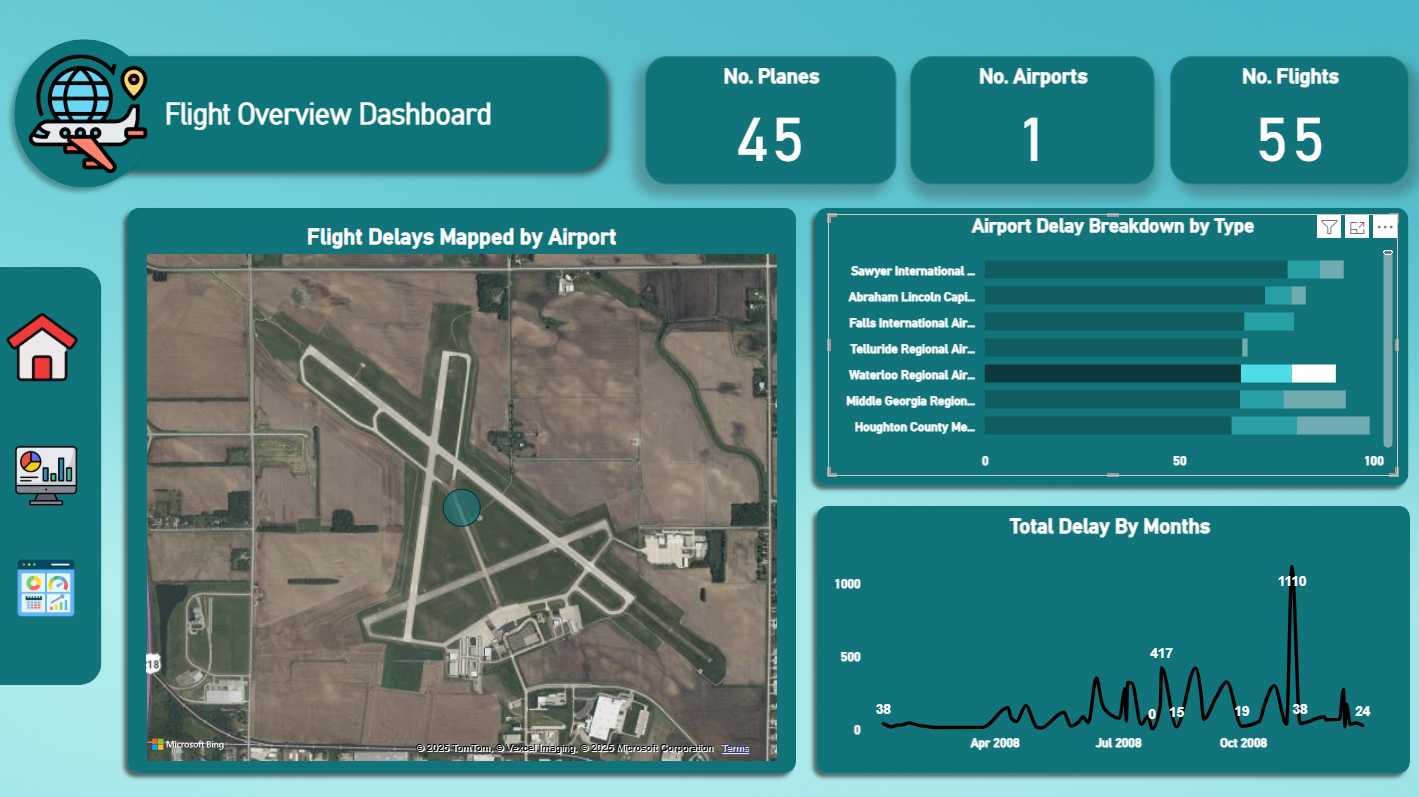 Flight Overview Dashboard
No. Planes
45
No. Airports
1
No. Flights
55
Flight Delays Mapped by Airport
18
Microsoft Bing
© 2025 TomTom, © Vexcel Imaging, © 2025 Microsoft Corporation Terms
Airport Delay Breakdown by Type
Sawyer International ...
Abraham Lincoln Capi...
Falls International Air...
Telluride Regional Air...
Waterloo Regional Air...
Middle Georgia Region...
Houghton County Me...
0 50 100
Total Delay By Months
1000
500
0
38
417
0
15
19
1110
38
24
Apr 2008 Jul 2008 Oct 2008